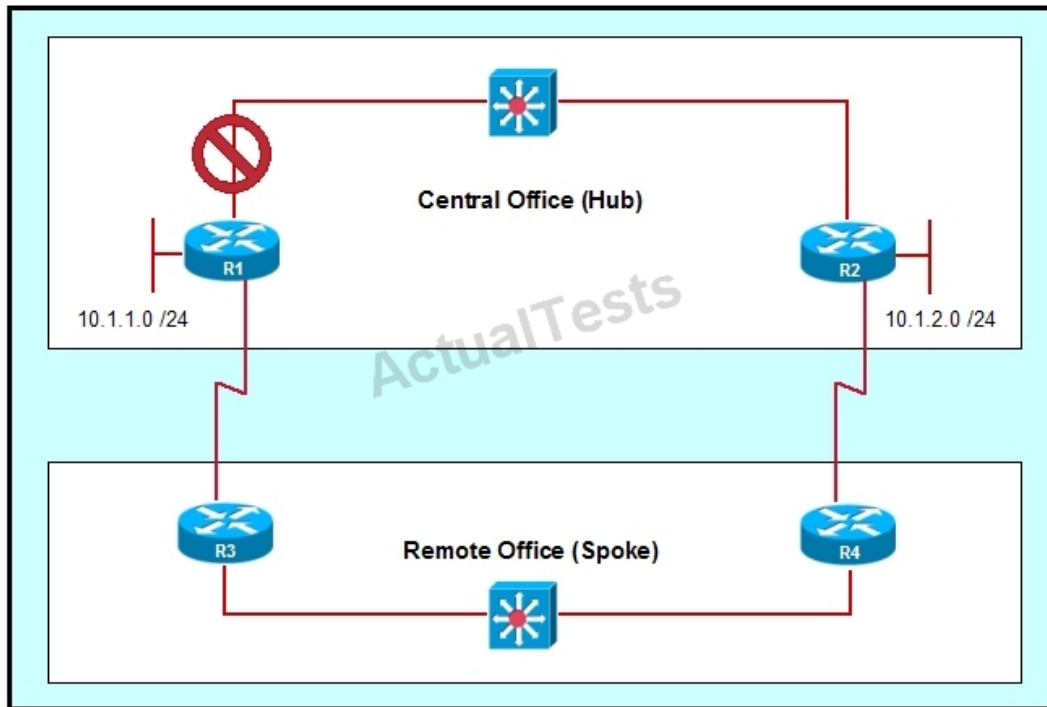 Central Office (Hub)
R1
R2
10.1.1.0 /24
10.1.2.0 /24
ActualTests
R3
Remote Office (Spoke)
R4